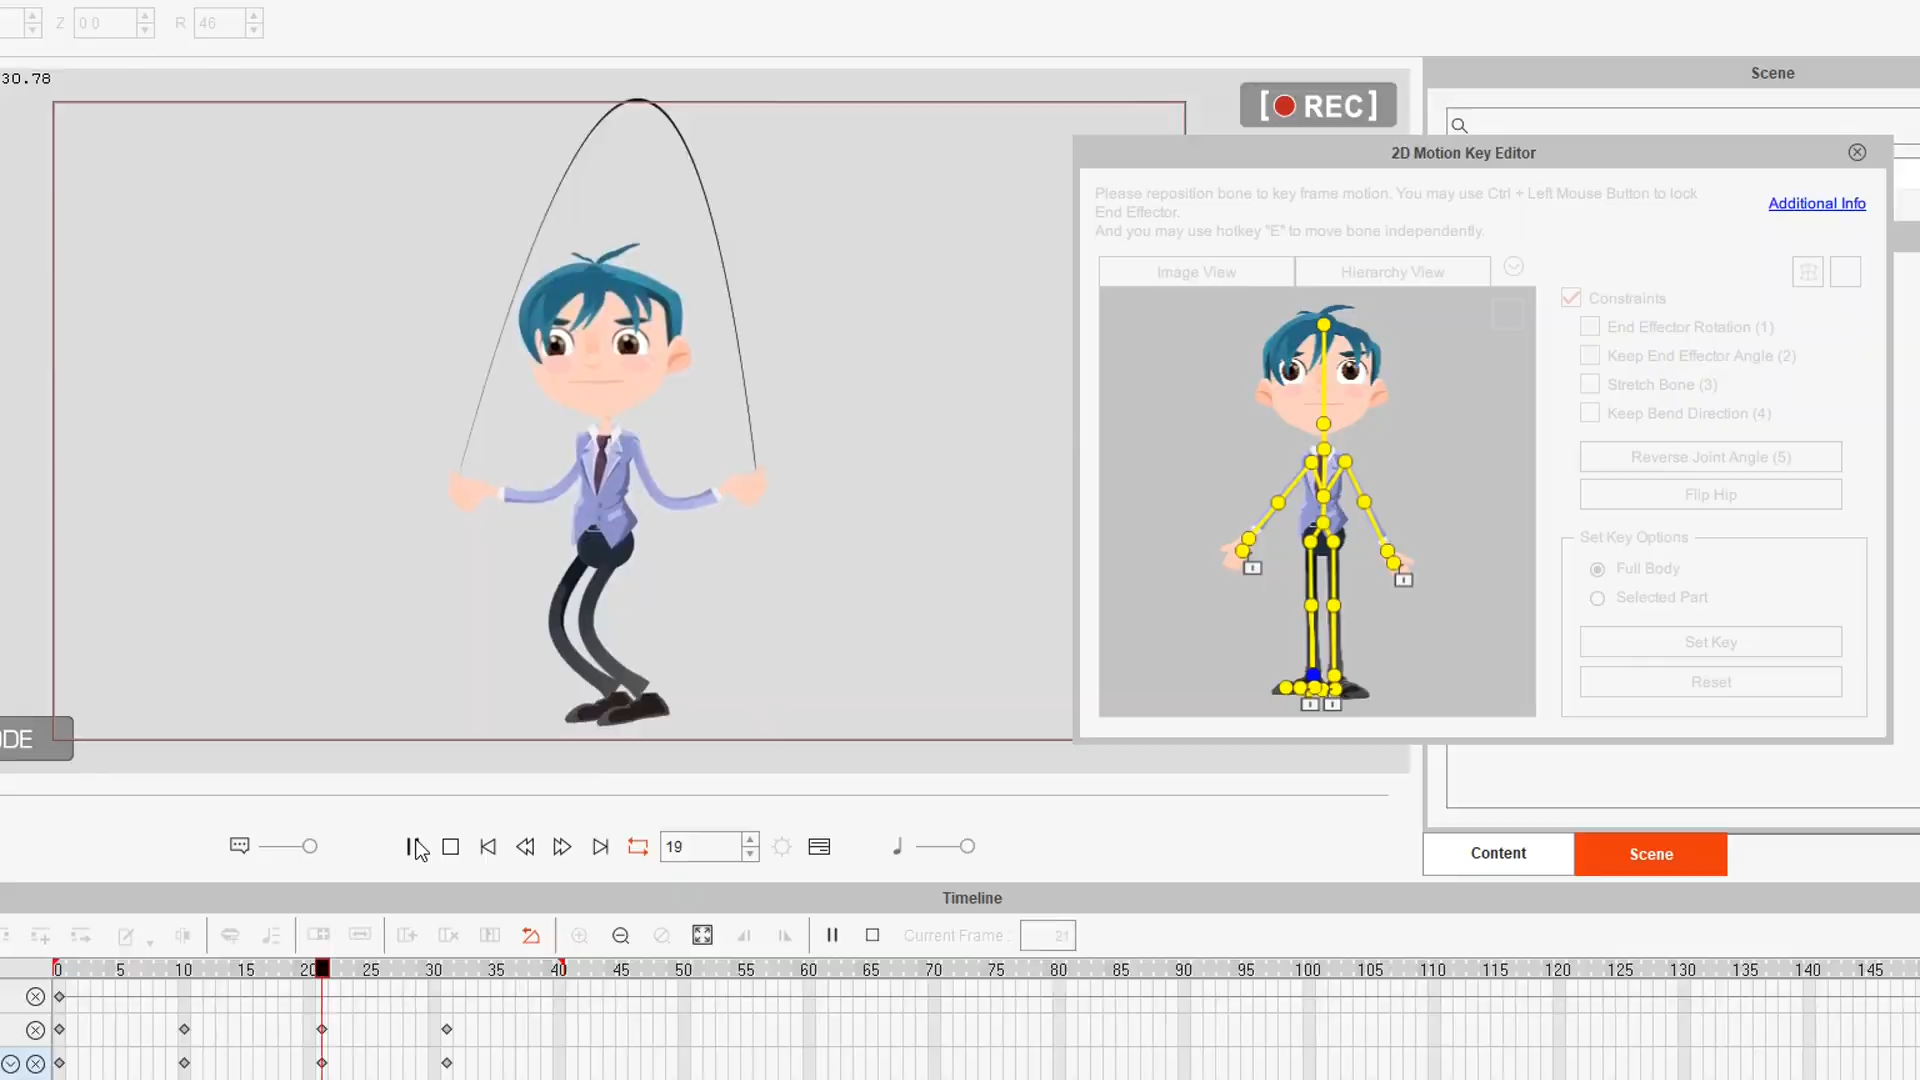 Z 0 0 R 46
30.78
[ REC]
Scene
2D Motion Key Editor
Please reposition bone to key frame motion. You may use Ctrl + Left Mouse Button to lock
End Effector.
And you may use hotkey "E" to move bone independently.
Additional Info
Image View Hierarchy View
Constraints
End Effector Rotation (1)
Keep End Effector Angle (2)
Stretch Bone (3)
Keep Bend Direction (4)
Reverse Joint Angle (5)
Flip Hip
Set Key Options
Full Body
Selected Part
Set Key
Reset
ODE
19
Content Scene
Timeline
Current Frame : 21
0 5 10 15 20 25 30 35 40 45 50 55 60 65 70 75 80 85 90 95 100 105 110 115 120 125 130 135 140 145